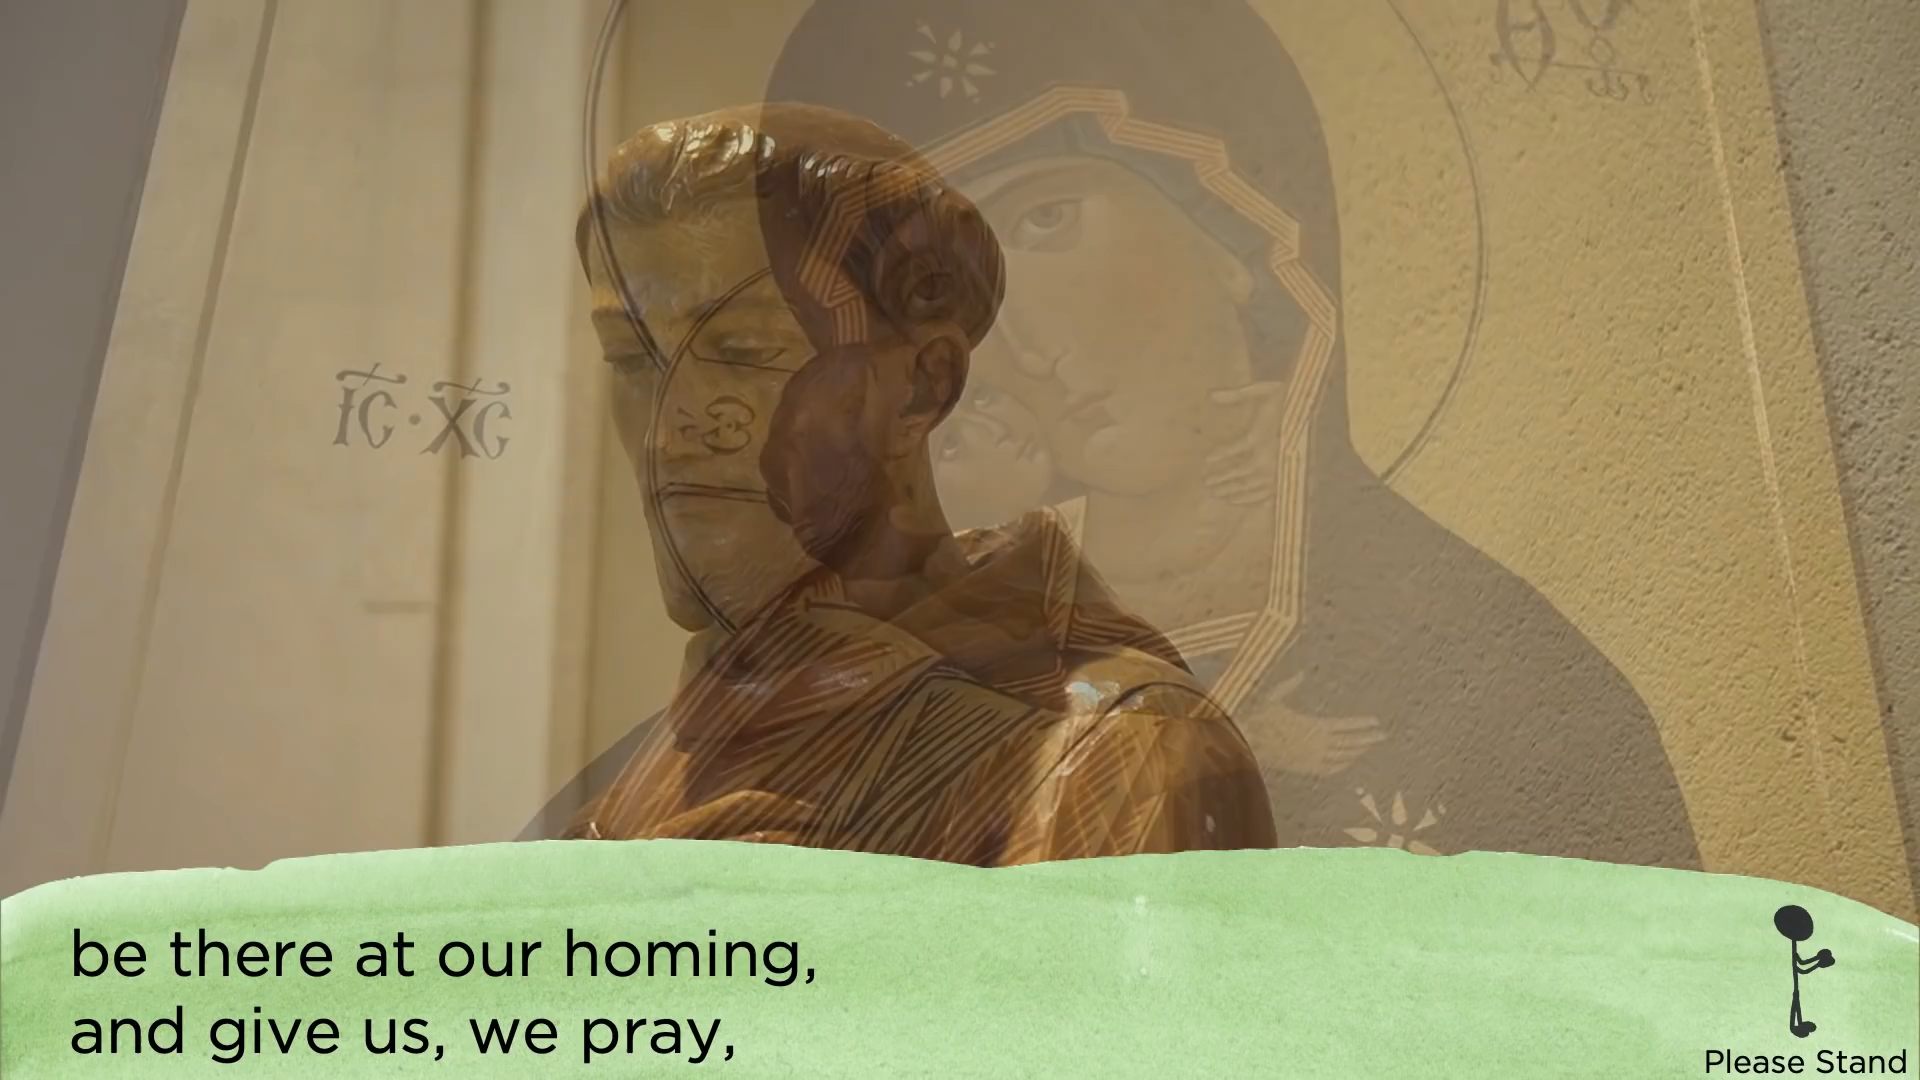 IC · XC
be there at our homing,
and give us, we pray,
Please Stand